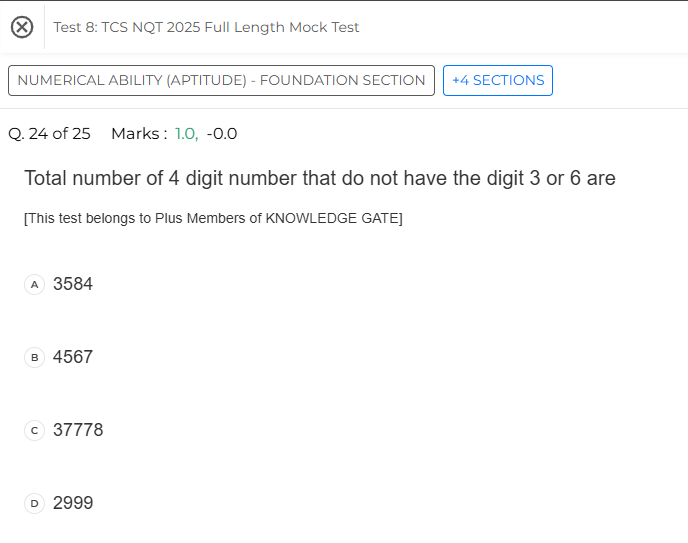 Test 8: TCS NQT 2025 Full Length Mock Test
NUMERICAL ABILITY (APTITUDE) - FOUNDATION SECTION
+4 SECTIONS
Q. 24 of 25 Marks : 1.0, -0.0
Total number of 4 digit number that do not have the digit 3 or 6 are
[This test belongs to Plus Members of KNOWLEDGE GATE]
A 3584
B 4567
C 37778
D 2999